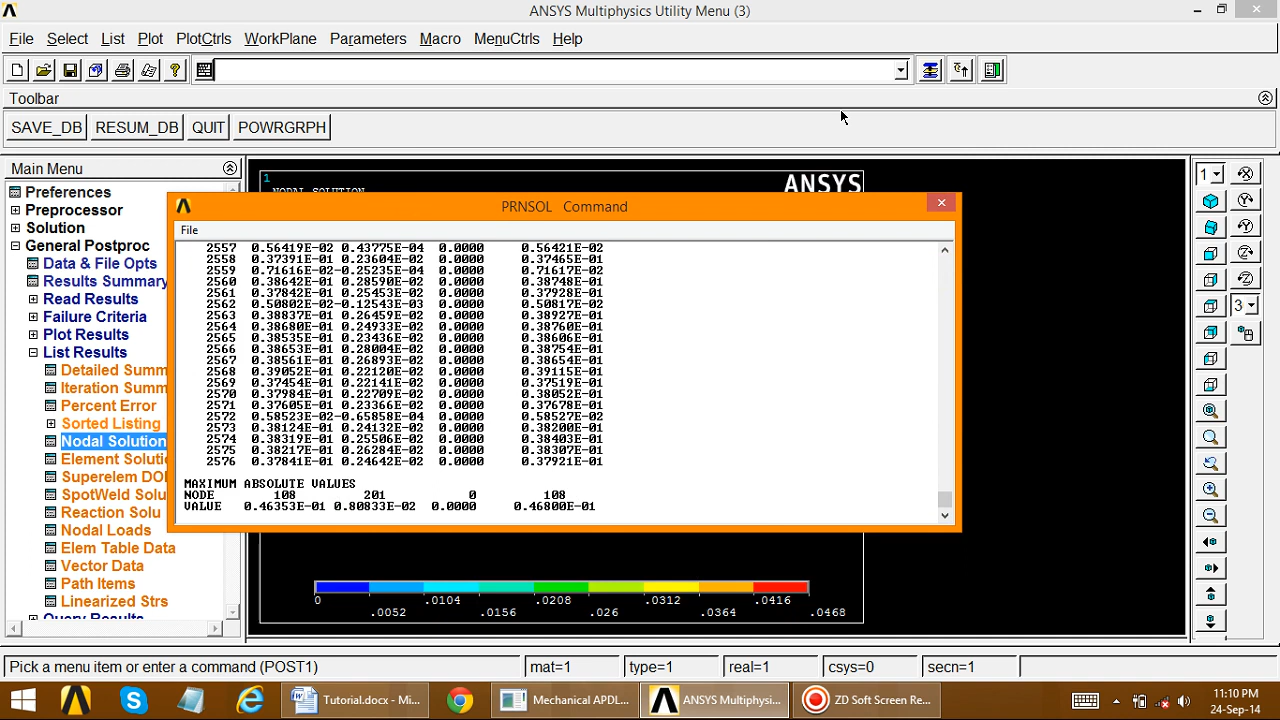 ANSYS Multiphysics Utility Menu (3)
File Select List Plot PlotCtrls WorkPlane Parameters Macro MenuCtrls Help
Toolbar
SAVE_DB RESUM_DB QUIT POWRGRPH
Main Menu
Preferences
Preprocessor
Solution
General Postproc
Data & File Opts
Results Summary
Read Results
Failure Criteria
Plot Results
List Results
Detailed Summ
Iteration Summ
Percent Error
Sorted Listing
Nodal Solution
Element Soluti
Superelem DOI
SpotWeld Solu
Reaction Solu
Nodal Loads
Elem Table Data
Vector Data
Path Items
Linearized Strs
Query Results
1
NODAL SOLUTION
ANSYS
PRNSOL Command
File
2557 0.56419E-02 0.43775E-04 0.0000 0.56421E-02
2558 0.37391E-01 0.23604E-02 0.0000 0.37465E-01
2559 0.71616E-02-0.25235E-04 0.0000 0.71617E-02
2560 0.38642E-01 0.28590E-02 0.0000 0.38748E-01
2561 0.37842E-01 0.25453E-02 0.0000 0.37928E-01
2562 0.50802E-02-0.12543E-03 0.0000 0.50817E-02
2563 0.38837E-01 0.26459E-02 0.0000 0.38927E-01
2564 0.38680E-01 0.24933E-02 0.0000 0.38760E-01
2565 0.38535E-01 0.23436E-02 0.0000 0.38606E-01
2566 0.38653E-01 0.28004E-02 0.0000 0.38754E-01
2567 0.38561E-01 0.26893E-02 0.0000 0.38654E-01
2568 0.39052E-01 0.22120E-02 0.0000 0.39115E-01
2569 0.37454E-01 0.22141E-02 0.0000 0.37519E-01
2570 0.37984E-01 0.22709E-02 0.0000 0.38052E-01
2571 0.37605E-01 0.23366E-02 0.0000 0.37678E-01
2572 0.58523E-02-0.65858E-04 0.0000 0.58527E-02
2573 0.38124E-01 0.24132E-02 0.0000 0.38200E-01
2574 0.38319E-01 0.25506E-02 0.0000 0.38403E-01
2575 0.38217E-01 0.26284E-02 0.0000 0.38307E-01
2576 0.37841E-01 0.24642E-02 0.0000 0.37921E-01
MAXIMUM ABSOLUTE VALUES
NODE 108 201 0 108
VALUE 0.46353E-01 0.80833E-02 0.0000 0.46800E-01
0 .0104 .0208 .0312 .0416
.0052 .0156 .026 .0364 .0468
1
3
Pick a menu item or enter a command (POST1) mat=1 type=1 real=1 csys=0 secn=1
Tutorial.docx - Mi... Mechanical APDL... ANSYS Multiphysi... ZD Soft Screen Re...
11:10 PM
24-Sep-14